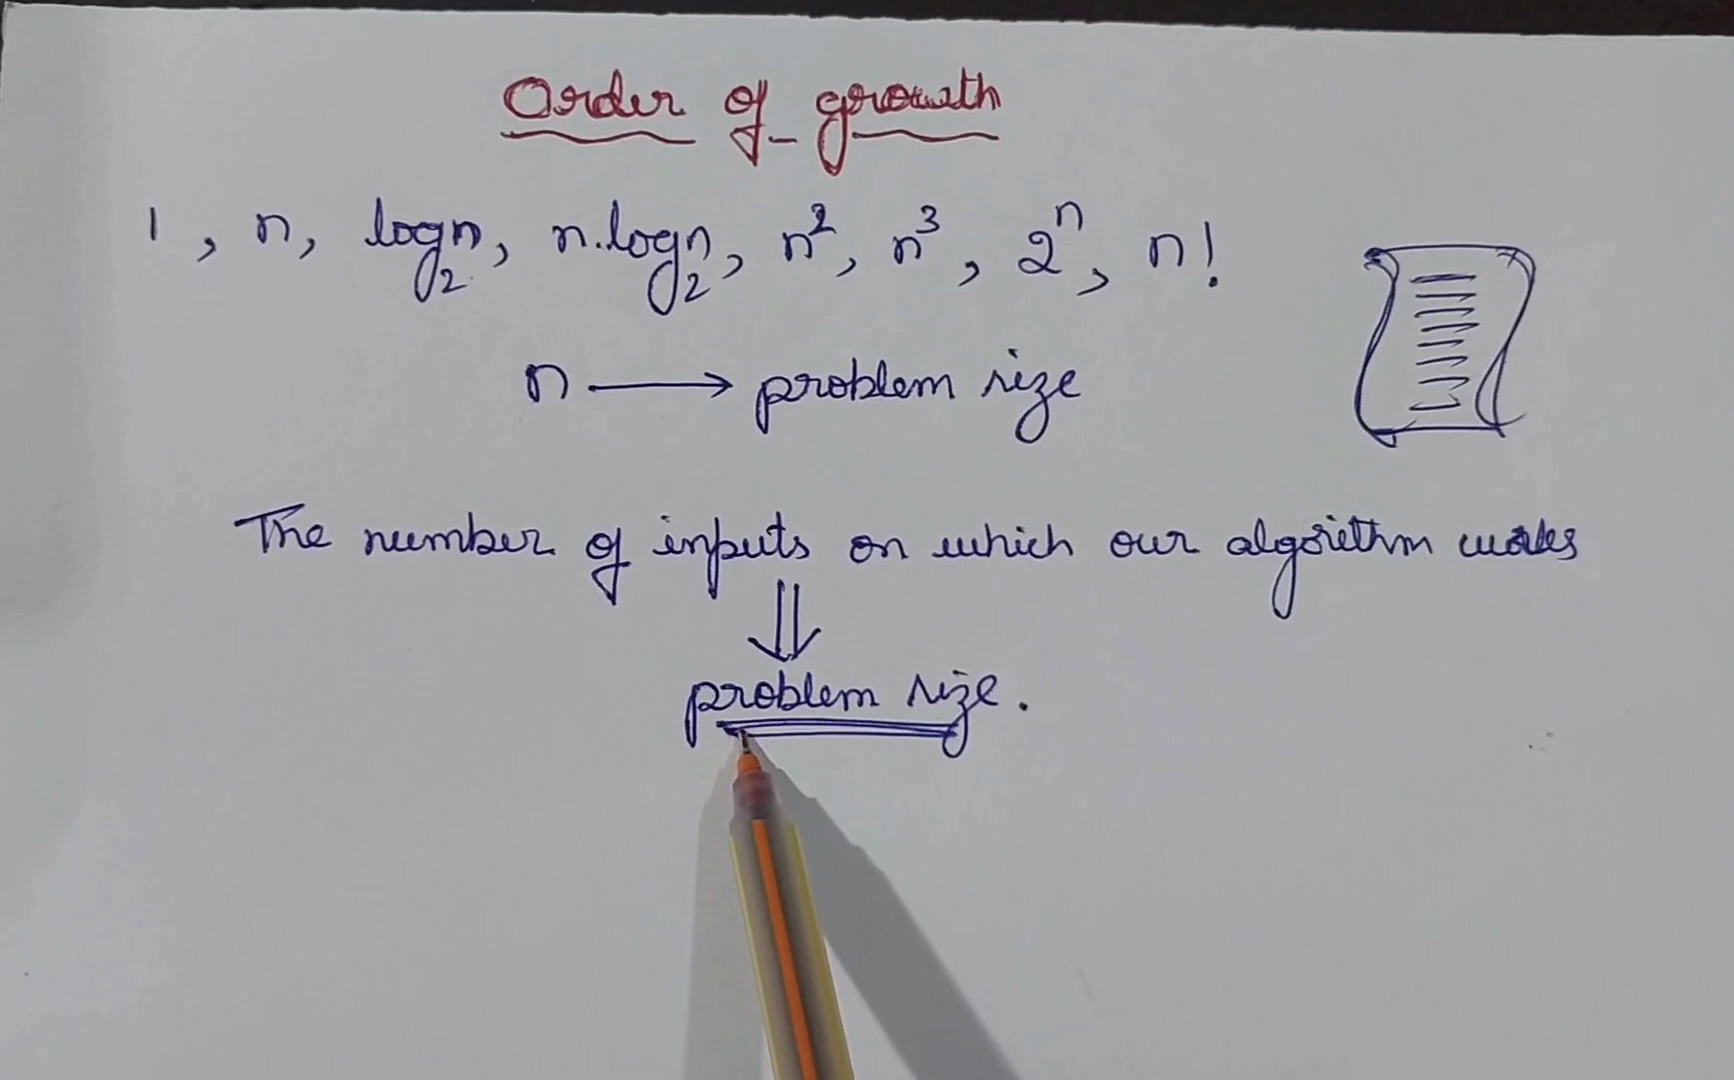 Order of growth
1, n, log₂n, n.log₂n, n², n³, 2ⁿ, n!
n → problem size
The number of inputs on which our algorithm works
⇓
problem size.